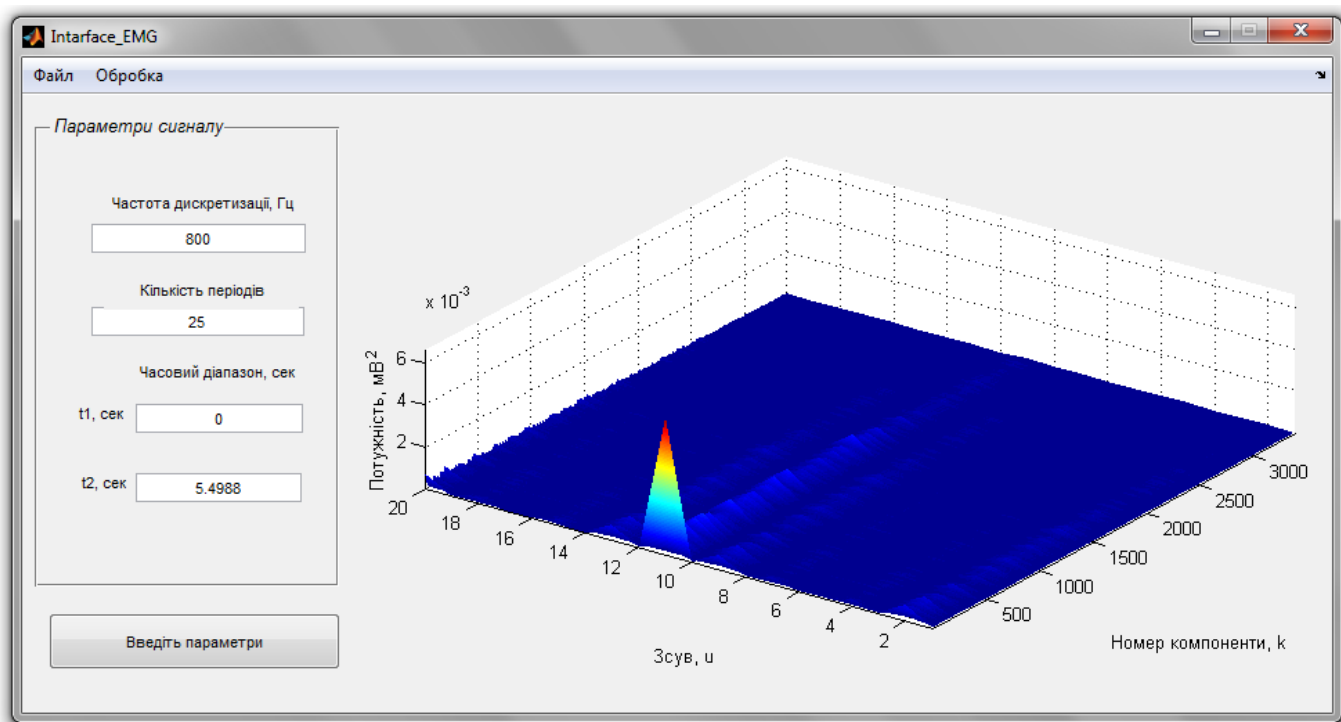 Intarface_EMG
Файл Обробка
Параметри сигналу
Частота дискретизації, Гц
800
Кількість періодів
25
Часовий діапазон, сек
t1, сек 0
t2, сек 5.4988
Введіть параметри
x 10-3
Потужність, мВ2
6
4
2
20
18
16
14
12
10
8
6
4
2
Зсув, u
500
1000
1500
2000
2500
3000
Номер компоненти, k